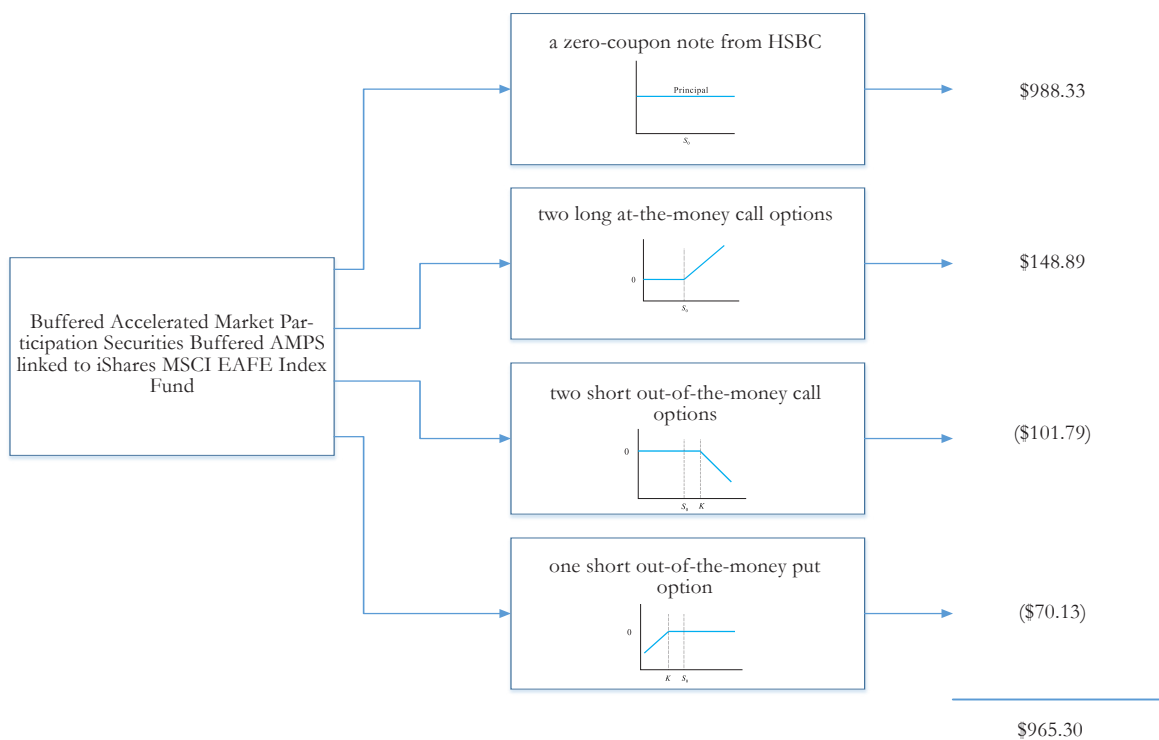 a zero-coupon note from HSBC
Principal
S₀
$988.33
two long at-the-money call options
0
S₀
$148.89
Buffered Accelerated Market Par-
ticipation Securities Buffered AMPS
linked to iShares MSCI EAFE Index
Fund
two short out-of-the-money call
options
0
S₀ K
($101.79)
one short out-of-the-money put
option
0
K S₀
($70.13)
$965.30